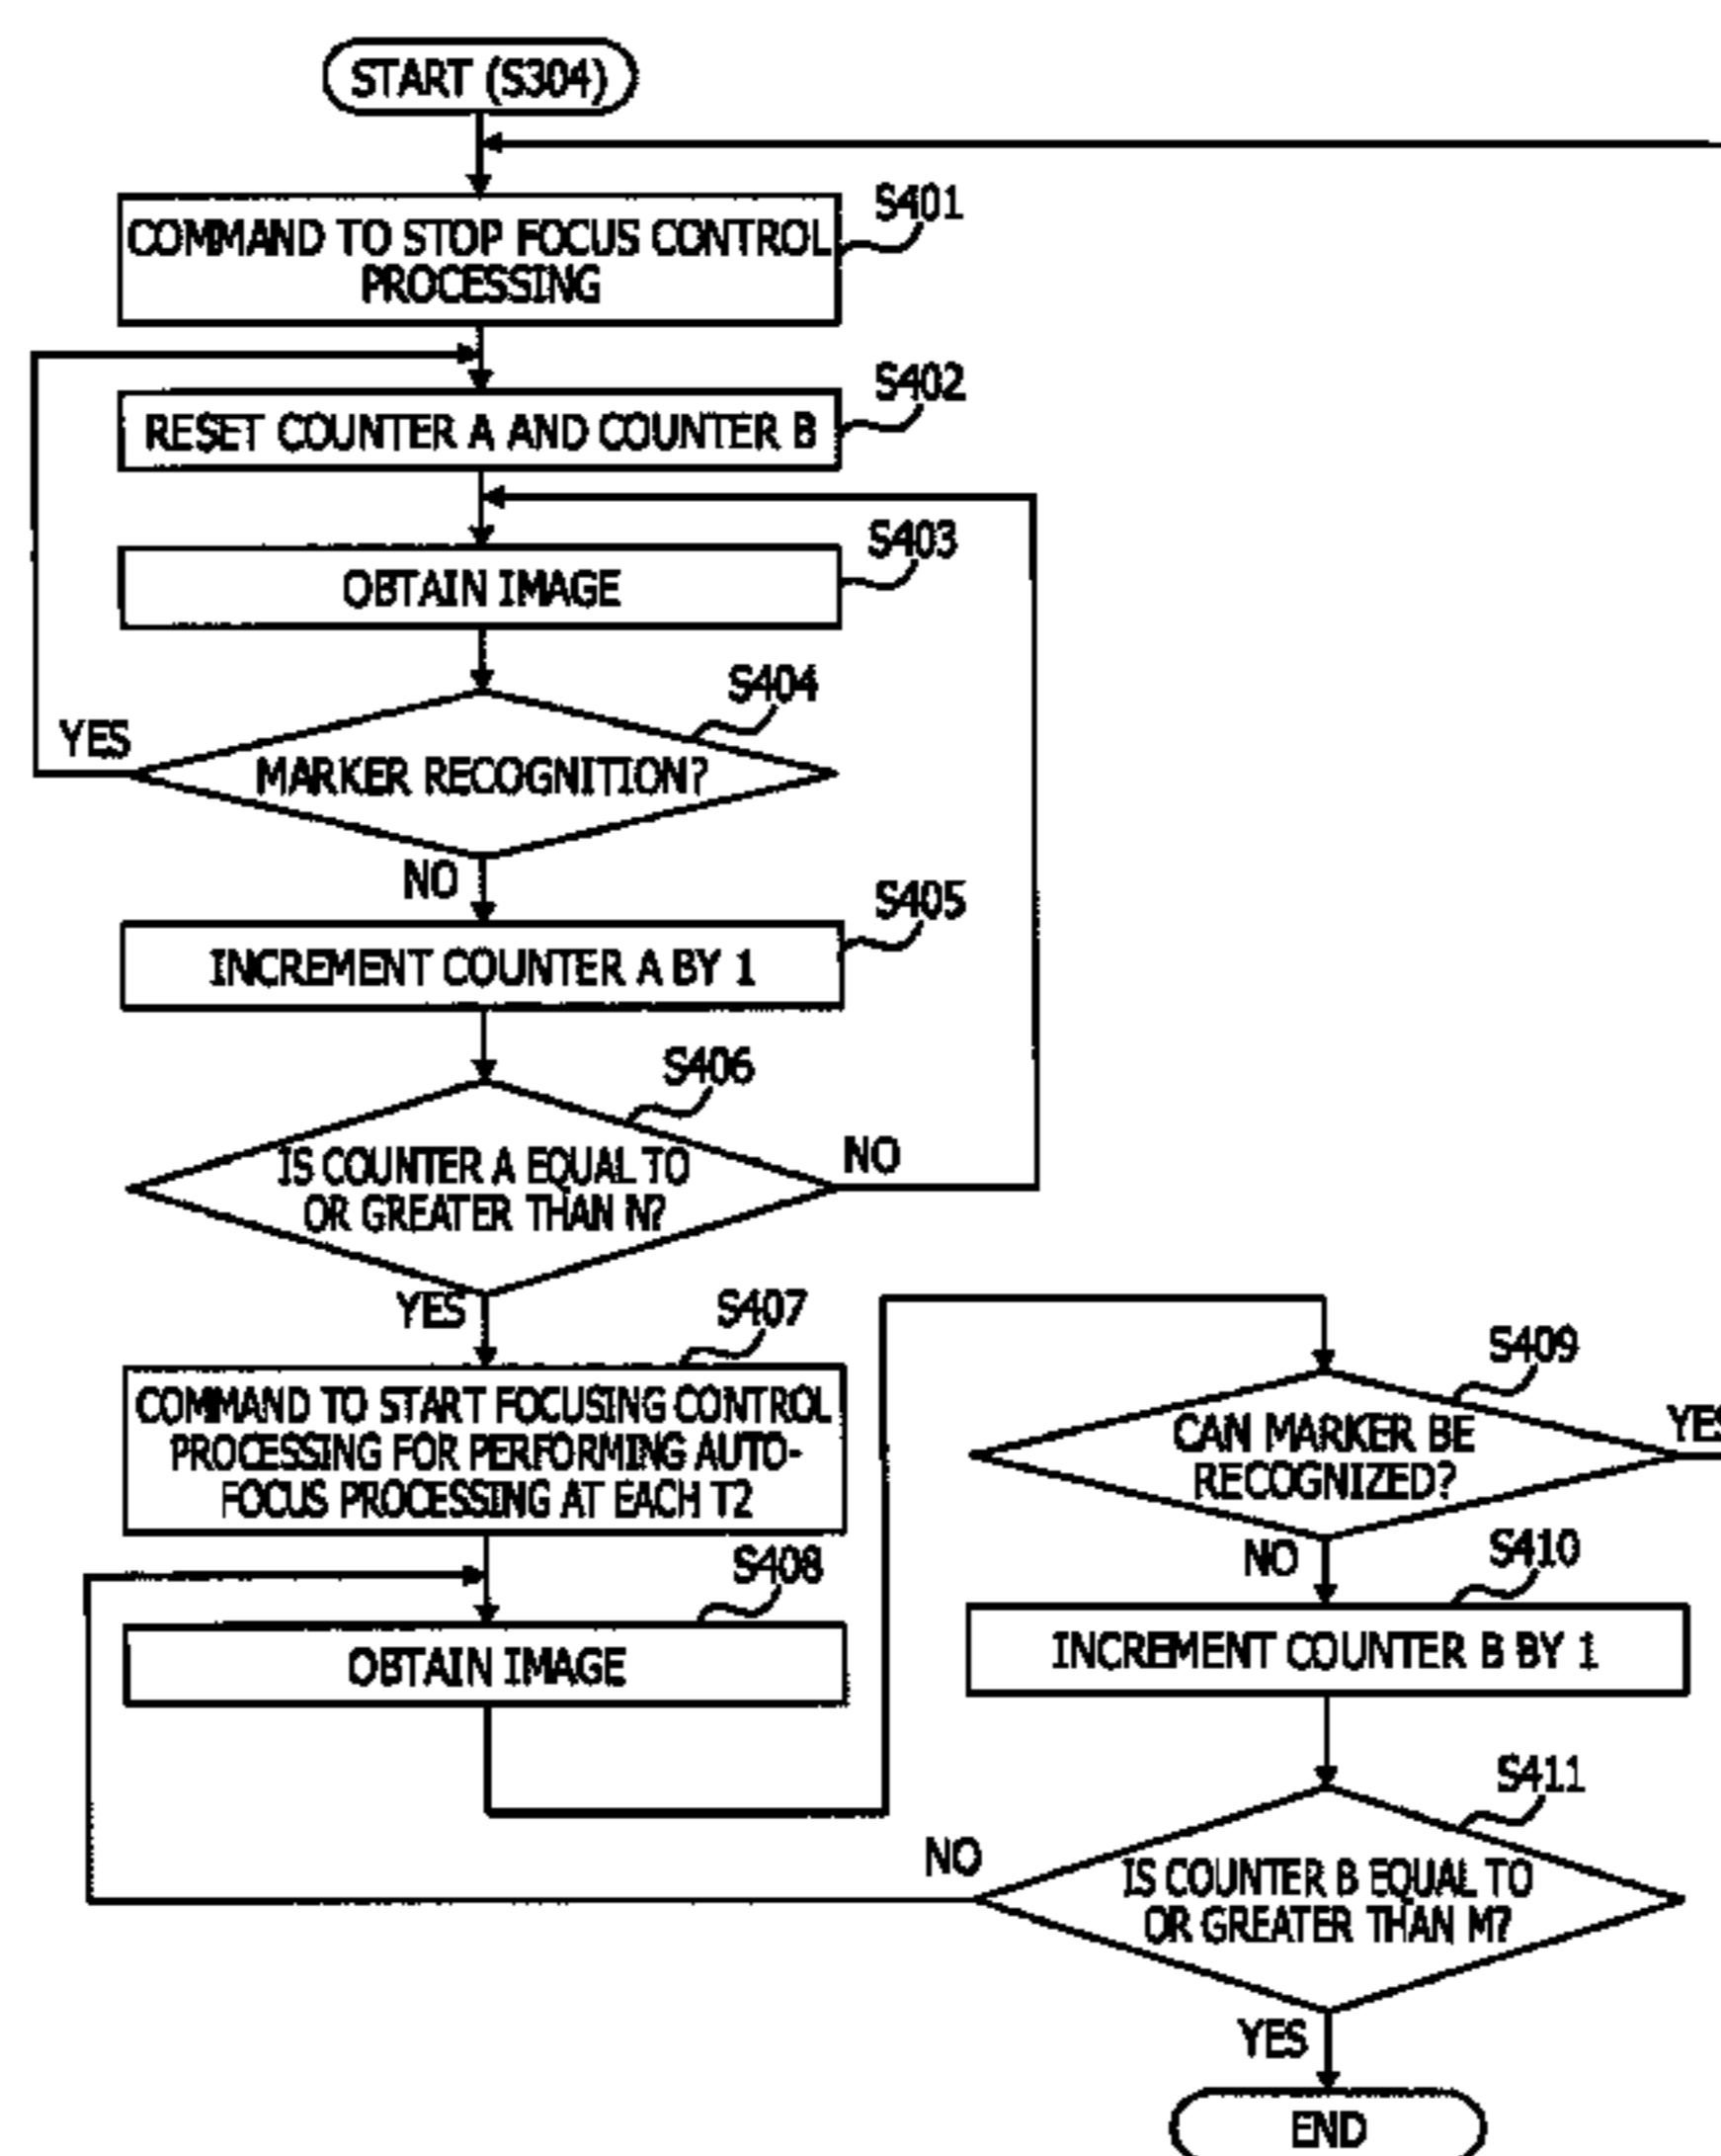 START (S304)
S401
COMMAND TO STOP FOCUS CONTROL
PROCESSING
S402
RESET COUNTER A AND COUNTER B
S403
OBTAIN IMAGE
S404
YES
MARKER RECOGNITION?
NO
S405
INCREMENT COUNTER A BY 1
S406
IS COUNTER A EQUAL TO
OR GREATER THAN N?
NO
YES
S407
COMMAND TO START FOCUSING CONTROL
PROCESSING FOR PERFORMING AUTO-
FOCUS PROCESSING AT EACH T2
S408
OBTAIN IMAGE
S409
CAN MARKER BE
RECOGNIZED?
YES
NO
S410
INCREMENT COUNTER B BY 1
S411
NO
IS COUNTER B EQUAL TO
OR GREATER THAN M?
YES
END